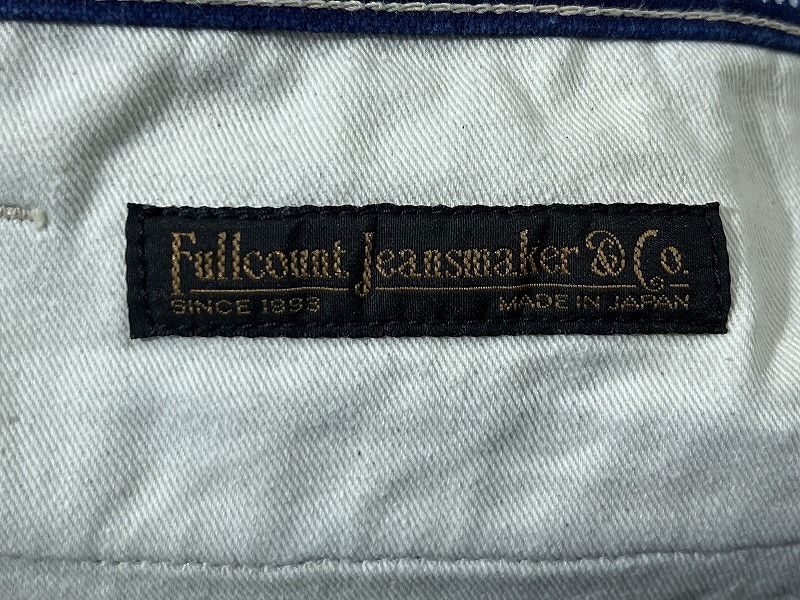 Fullcount Jeansmaker & Co.
SINCE 1993 MADE IN JAPAN